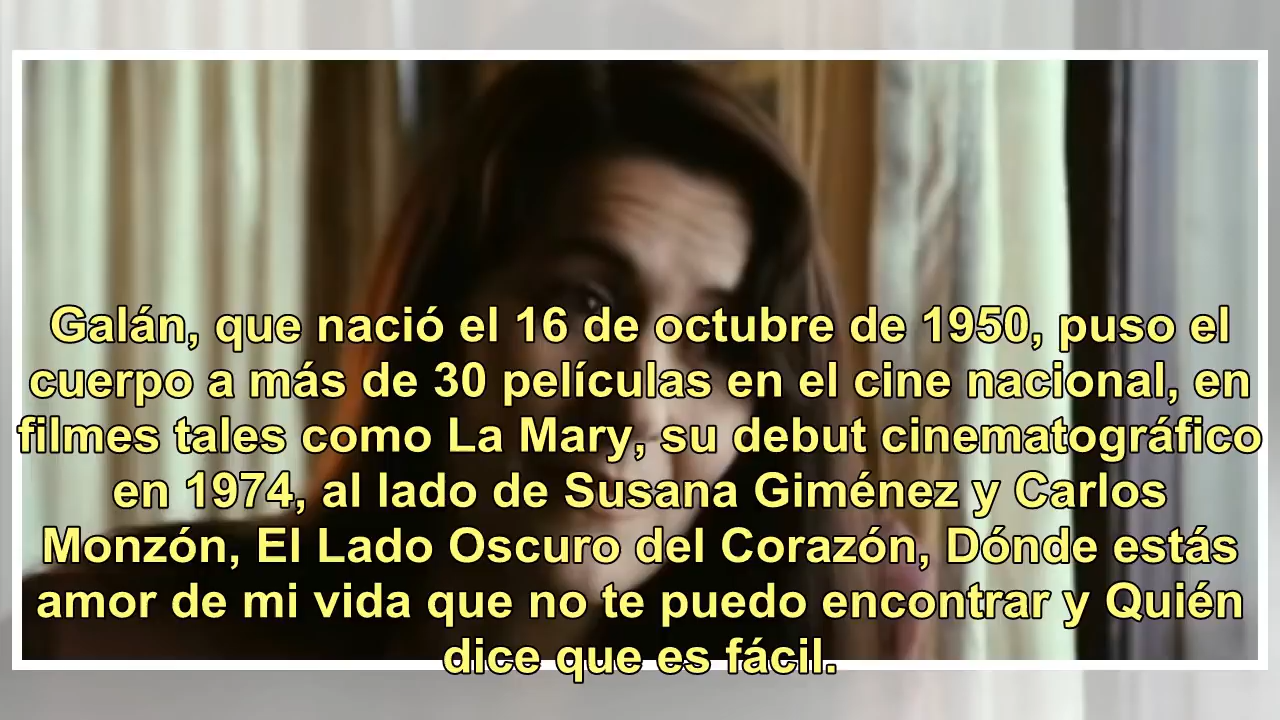 Galán, que nació el 16 de octubre de 1950, puso el
cuerpo a más de 30 películas en el cine nacional, en
filmes tales como La Mary, su debut cinematográfico
en 1974, al lado de Susana Giménez y Carlos
Monzón, El Lado Oscuro del Corazón, Dónde estás
amor de mi vida que no te puedo encontrar y Quién
dice que es fácil.